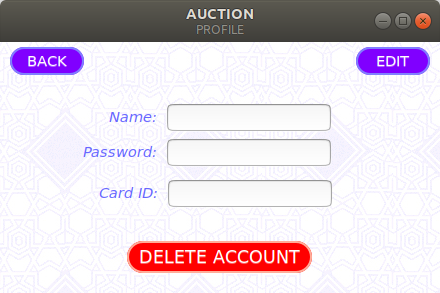 AUCTION
PROFILE
BACK
EDIT
Name:
Password:
Card ID:
DELETE ACCOUNT